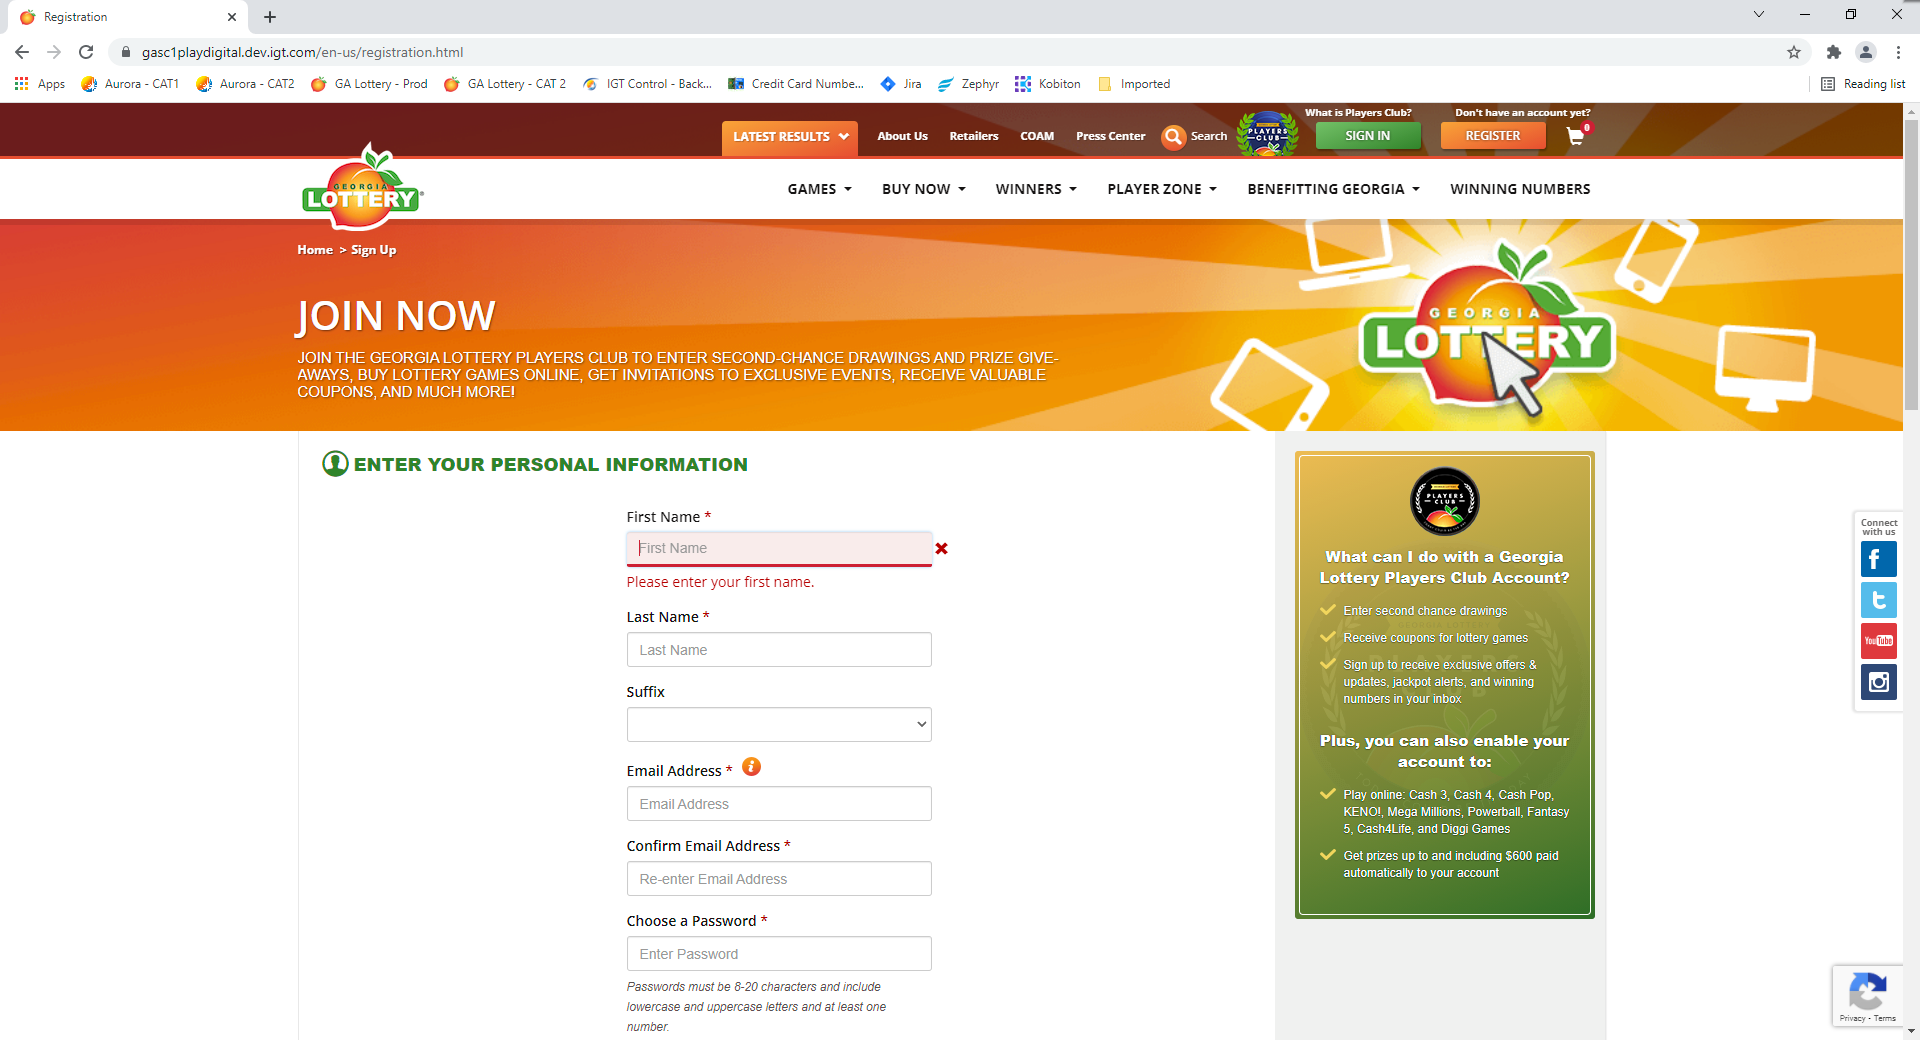 Registration
gasc1playdigital.dev.igt.com/en-us/registration.html
Apps
Aurora - CAT1
Aurora - CAT2
GA Lottery - Prod
GA Lottery - CAT 2
IGT Control - Back...
Credit Card Numbe...
Jira
Zephyr
Kobiton
Imported
Reading list
What is Players Club?
Don't have an account yet?
LATEST RESULTS
About Us
Retailers
COAM
Press Center
Search
PLAYERS
CLUB
SIGN IN
REGISTER
0
GEORGIA
LOTTERY
GAMES
BUY NOW
WINNERS
PLAYER ZONE
BENEFITTING GEORGIA
WINNING NUMBERS
Home > Sign Up
JOIN NOW
JOIN THE GEORGIA LOTTERY PLAYERS CLUB TO ENTER SECOND-CHANCE DRAWINGS AND PRIZE GIVE-
AWAYS, BUY LOTTERY GAMES ONLINE, GET INVITATIONS TO EXCLUSIVE EVENTS, RECEIVE VALUABLE
COUPONS, AND MUCH MORE!
GEORGIA
LOTTERY
ENTER YOUR PERSONAL INFORMATION
First Name *
First Name
Please enter your first name.
Last Name *
Last Name
Suffix
Email Address *
i
Email Address
Confirm Email Address *
Re-enter Email Address
Choose a Password *
Enter Password
Passwords must be 8-20 characters and include
lowercase and uppercase letters and at least one
number.
PLAYERS
CLUB
What can I do with a Georgia
Lottery Players Club Account?
Enter second chance drawings
Receive coupons for lottery games
Sign up to receive exclusive offers &
updates, jackpot alerts, and winning
numbers in your inbox
Plus, you can also enable your
account to:
Play online: Cash 3, Cash 4, Cash Pop,
KENO!, Mega Millions, Powerball, Fantasy
5, Cash4Life, and Diggi Games
Get prizes up to and including $600 paid
automatically to your account
Connect
with us
f
t
YouTube
Privacy - Terms